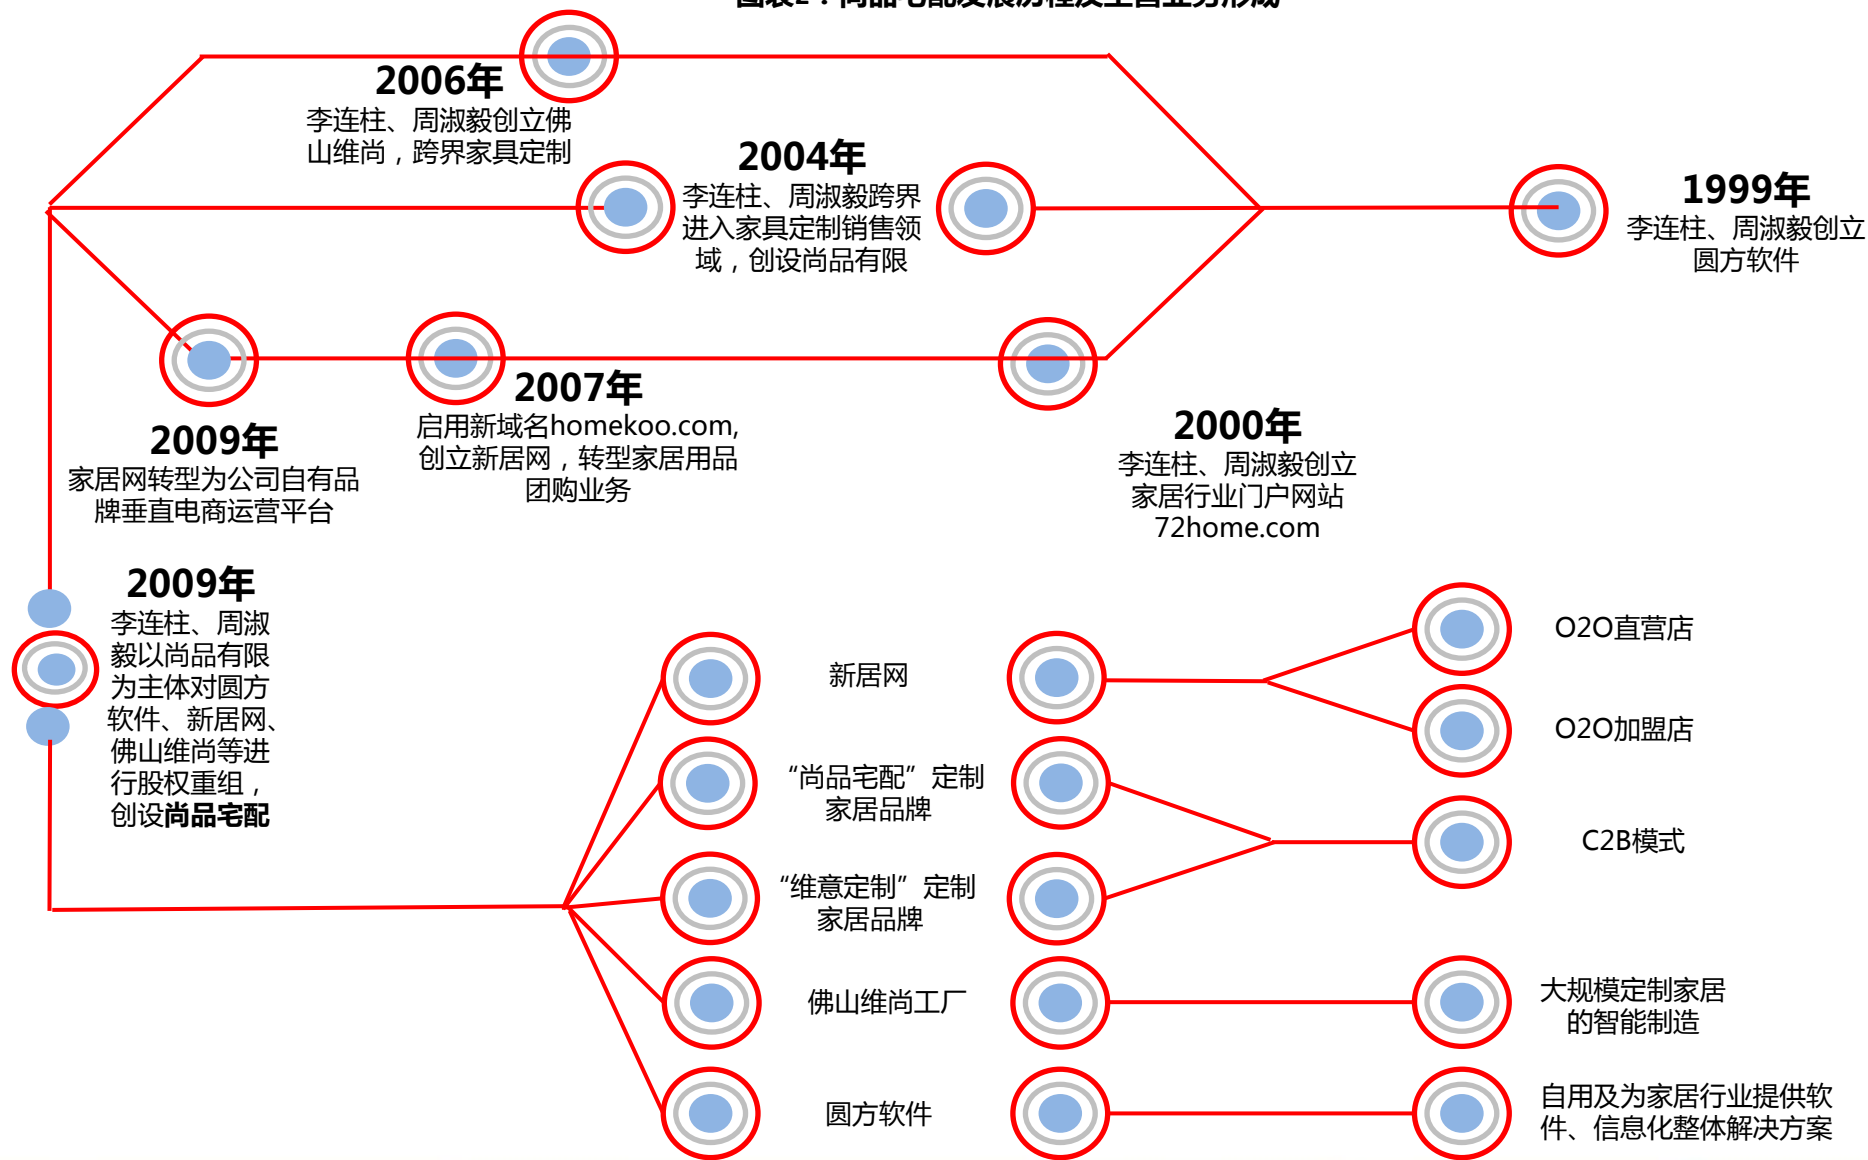 2006年
李连柱、周淑毅创立佛
山维尚，跨界家具定制
2004年
李连柱、周淑毅跨界
进入家具定制销售领
域，创设尚品有限
1999年
李连柱、周淑毅创立
圆方软件
2009年
家居网转型为公司自有品
牌垂直电商运营平台
2007年
启用新域名homekoo.com,
创立新居网，转型家居用品
团购业务
2000年
李连柱、周淑毅创立
家居行业门户网站
72home.com
2009年
李连柱、周淑
毅以尚品有限
为主体对圆方
软件、新居网、
佛山维尚等进
行股权重组，
创设尚品宅配
新居网
O2O直营店
O2O加盟店
“尚品宅配”定制
家居品牌
C2B模式
“维意定制”定制
家居品牌
佛山维尚工厂
大规模定制家居
的智能制造
圆方软件
自用及为家居行业提供软
件、信息化整体解决方案